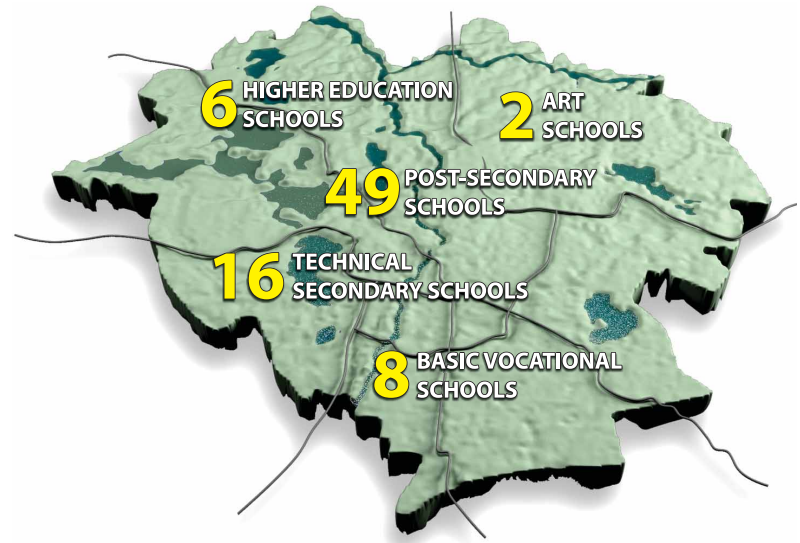 6 HIGHER EDUCATION
SCHOOLS
2 ART
SCHOOLS
49 POST-SECONDARY
SCHOOLS
16 TECHNICAL
SECONDARY SCHOOLS
8 BASIC VOCATIONAL
SCHOOLS